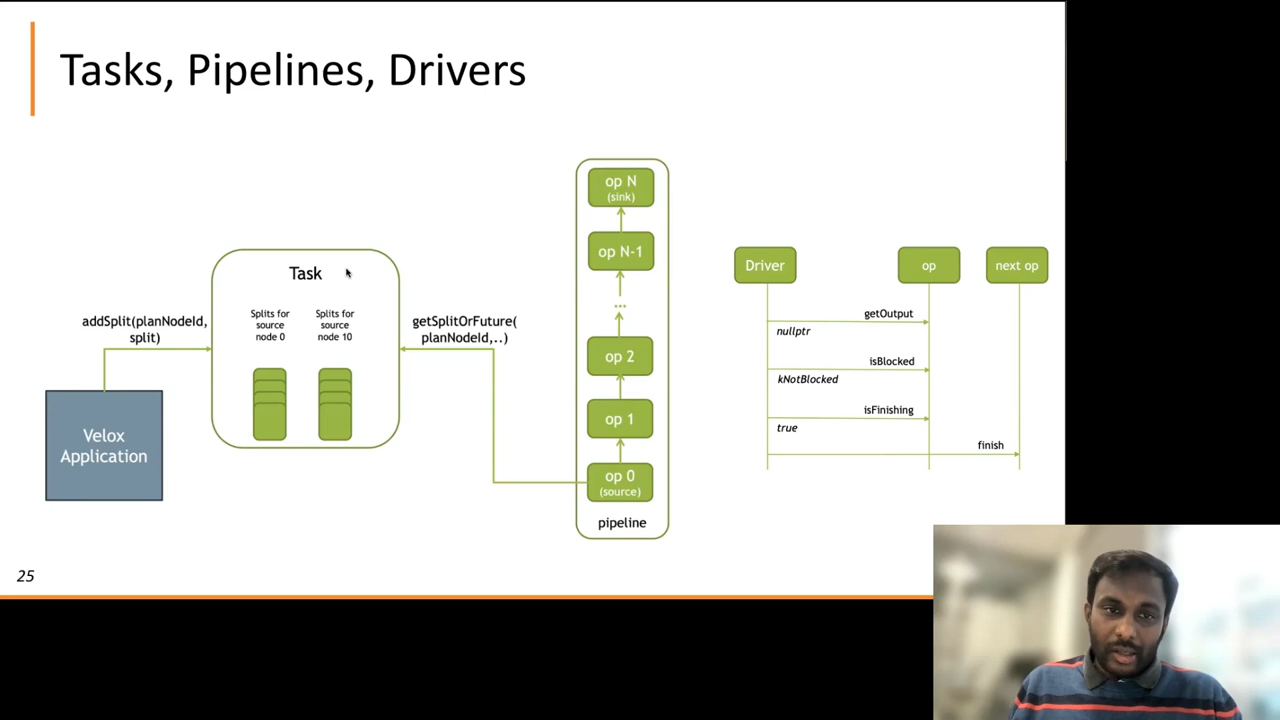 Tasks, Pipelines, Drivers
addSplit(planNodeId,
split)
Velox
Application
Task
Splits for
source
node 0
Splits for
source
node 10
getSplitOrFuture(
planNodeId,..)
op N
(sink)
op N-1
...
op 2
op 1
op 0
(source)
pipeline
Driver
op
next op
getOutput
nullptr
isBlocked
kNotBlocked
isFinishing
true
finish
25